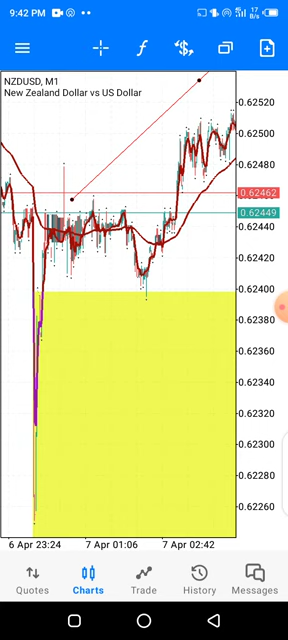 9:42 PM
17
B/s
NZDUSD, M1
New Zealand Dollar vs US Dollar
0.62520
0.62500
0.62480
0.62462
0.62449
0.62440
0.62420
0.62400
0.62380
0.62360
0.62340
0.62320
0.62300
0.62280
0.62260
6 Apr 23:24
7 Apr 01:06
7 Apr 02:42
Quotes
Charts
Trade
History
Messages